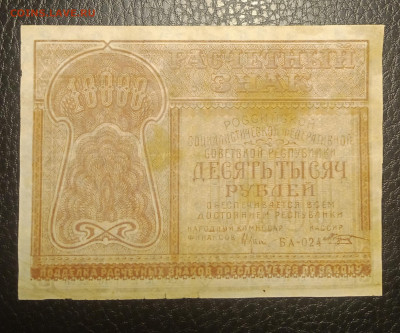 РАСЧЕТНЫЙ
ЗНАК
10000
РОССИЙСКОЙ
СОЦИАЛИСТИЧЕСКОЙ ФЕДЕРАТИВНОЙ
СОВЕТСКОЙ РЕСПУБЛИКИ
ДЕСЯТЬ ТЫСЯЧ
РУБЛЕЙ
ОБЕСПЕЧИВАЕТСЯ ВСЕМ
ДОСТОЯНИЕМ РЕСПУБЛИКИ
НАРОДНЫЙ КОМИССАР
ФИНАНСОВ
КАССИР
БА-024
ПОДДЕЛКА РАСЧЕТНЫХ ЗНАКОВ ПРЕСЛЕДУЕТСЯ ПО ЗАКОНУ